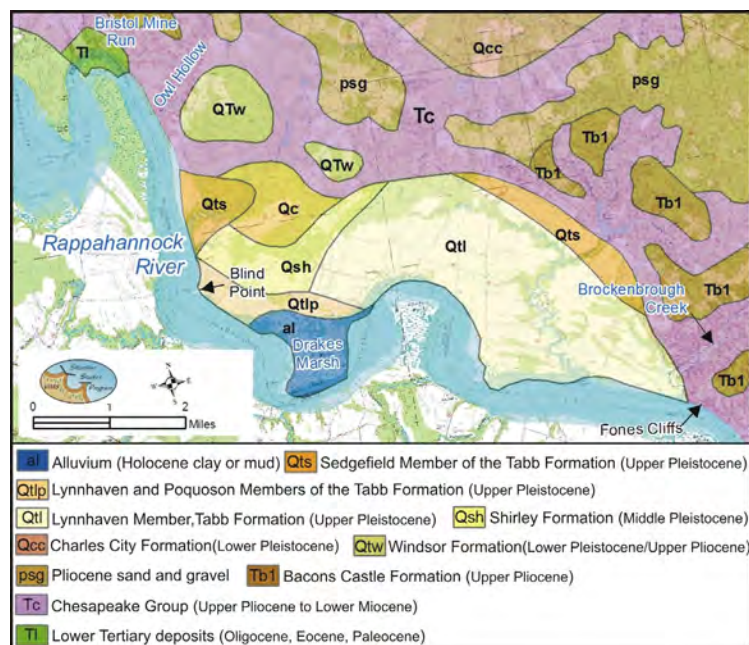 Bristol Mine
Run
Tl
Owl Hollow
Qcc
psg
QTw
Tc
psg
QTw
Tb1
Tb1
Tb1
Qts
Qc
Qtl
Qts
Rappahannock
River
Qsh
Blind
Point
Qtlp
al
Drakes
Marsh
Brockenbrough
Creek
Tb1
Tb1
Fones Cliffs
0 1 2
Miles
al Alluvium (Holocene clay or mud) Qts Sedgefield Member of the Tabb Formation (Upper Pleistocene)
Qtlp Lynnhaven and Poquoson Members of the Tabb Formation (Upper Pleistocene)
Qtl Lynnhaven Member,Tabb Formation (Upper Pleistocene) Qsh Shirley Formation (Middle Pleistocene)
Qcc Charles City Formation(Lower Pleistocene) Qtw Windsor Formation(Lower Pleistocene/Upper Pliocene)
psg Pliocene sand and gravel Tb1 Bacons Castle Formation (Upper Pliocene)
Tc Chesapeake Group (Upper Pliocene to Lower Miocene)
Tl Lower Tertiary deposits (Oligocene, Eocene, Paleocene)